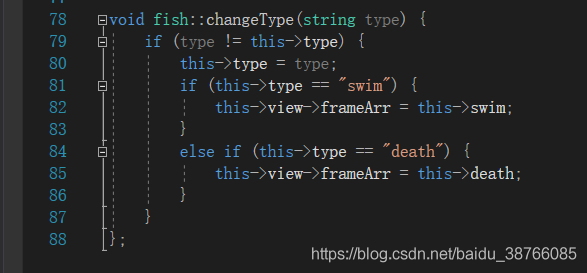 78 void fish::changeType(string type) {
79     if (type != this->type) {
80         this->type = type;
81         if (this->type == "swim") {
82             this->view->frameArr = this->swim;
83         }
84         else if (this->type == "death") {
85             this->view->frameArr = this->death;
86         }
87     }
88 };
https://blog.csdn.net/baidu_38766085